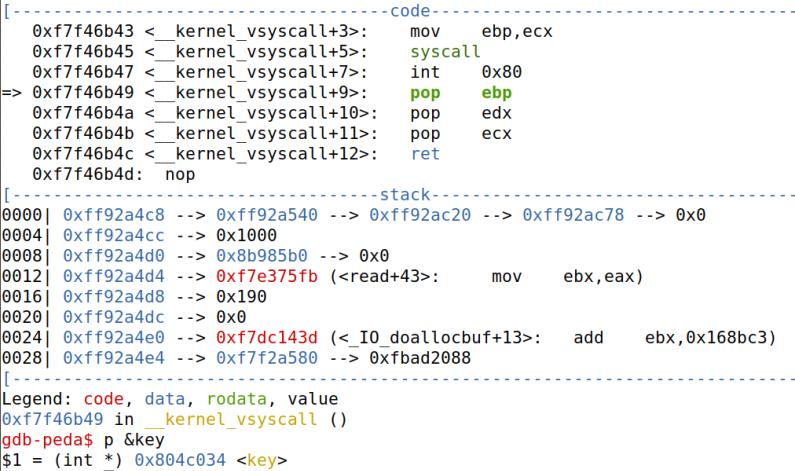 [-------------------------------------code-------------------------------------
   0xf7f46b43 <__kernel_vsyscall+3>:	mov    ebp,ecx
   0xf7f46b45 <__kernel_vsyscall+5>:	syscall
   0xf7f46b47 <__kernel_vsyscall+7>:	int    0x80
=> 0xf7f46b49 <__kernel_vsyscall+9>:	pop    ebp
   0xf7f46b4a <__kernel_vsyscall+10>:	pop    edx
   0xf7f46b4b <__kernel_vsyscall+11>:	pop    ecx
   0xf7f46b4c <__kernel_vsyscall+12>:	ret
   0xf7f46b4d:	nop
[------------------------------------stack-------------------------------------
0000| 0xff92a4c8 --> 0xff92a540 --> 0xff92ac20 --> 0xff92ac78 --> 0x0
0004| 0xff92a4cc --> 0x1000
0008| 0xff92a4d0 --> 0x8b985b0 --> 0x0
0012| 0xff92a4d4 --> 0xf7e375fb (<read+43>:	mov    ebx,eax)
0016| 0xff92a4d8 --> 0x190
0020| 0xff92a4dc --> 0x0
0024| 0xff92a4e0 --> 0xf7dc143d (<_IO_doallocbuf+13>:	add    ebx,0x168bc3)
0028| 0xff92a4e4 --> 0xf7f2a580 --> 0xfbad2088
[------------------------------------------------------------------------------
Legend: code, data, rodata, value
0xf7f46b49 in __kernel_vsyscall ()
gdb-peda$ p &key
$1 = (int *) 0x804c034 <key>